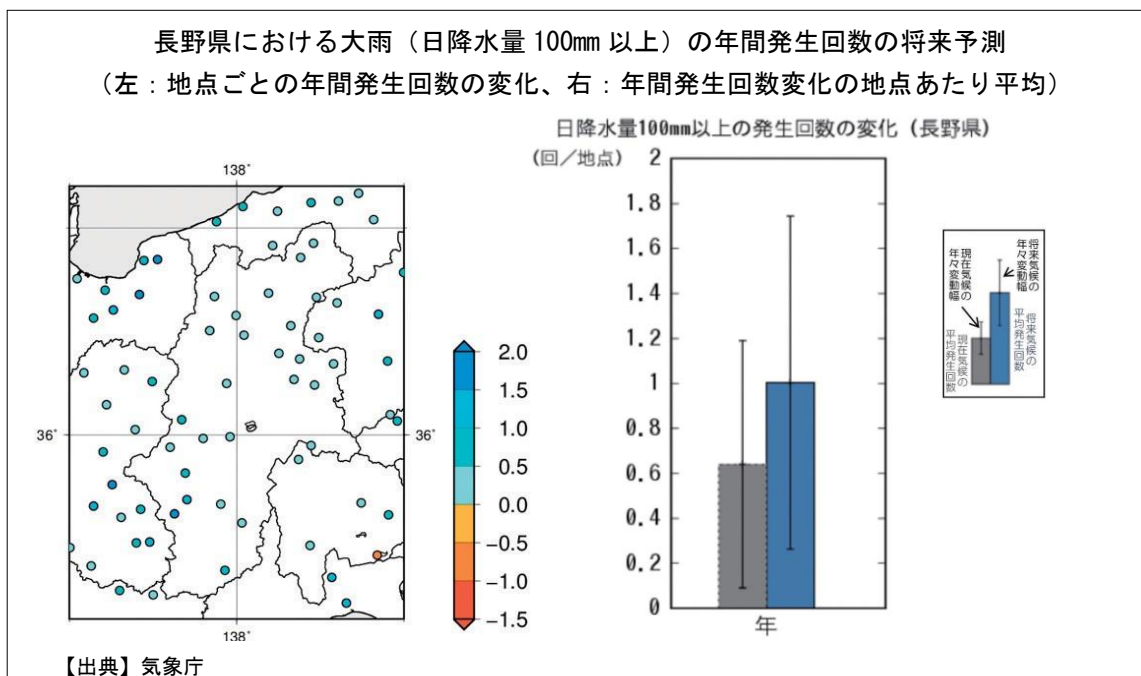 長野県における大雨（日降水量 100mm 以上）の年間発生回数の将来予測
（左：地点ごとの年間発生回数の変化、右：年間発生回数変化の地点あたり平均）
138°
36°
36°
138°
2.0
1.5
1.0
0.5
0.0
−0.5
−1.0
−1.5
日降水量100mm以上の発生回数の変化（長野県）
(回／地点)
2
1.8
1.6
1.4
1.2
1
0.8
0.6
0.4
0.2
0
年
将来気候の
年々変動幅
現在気候の
年々変動幅
将来気候の
平均発生回数
現在気候の
平均発生回数
【出典】気象庁